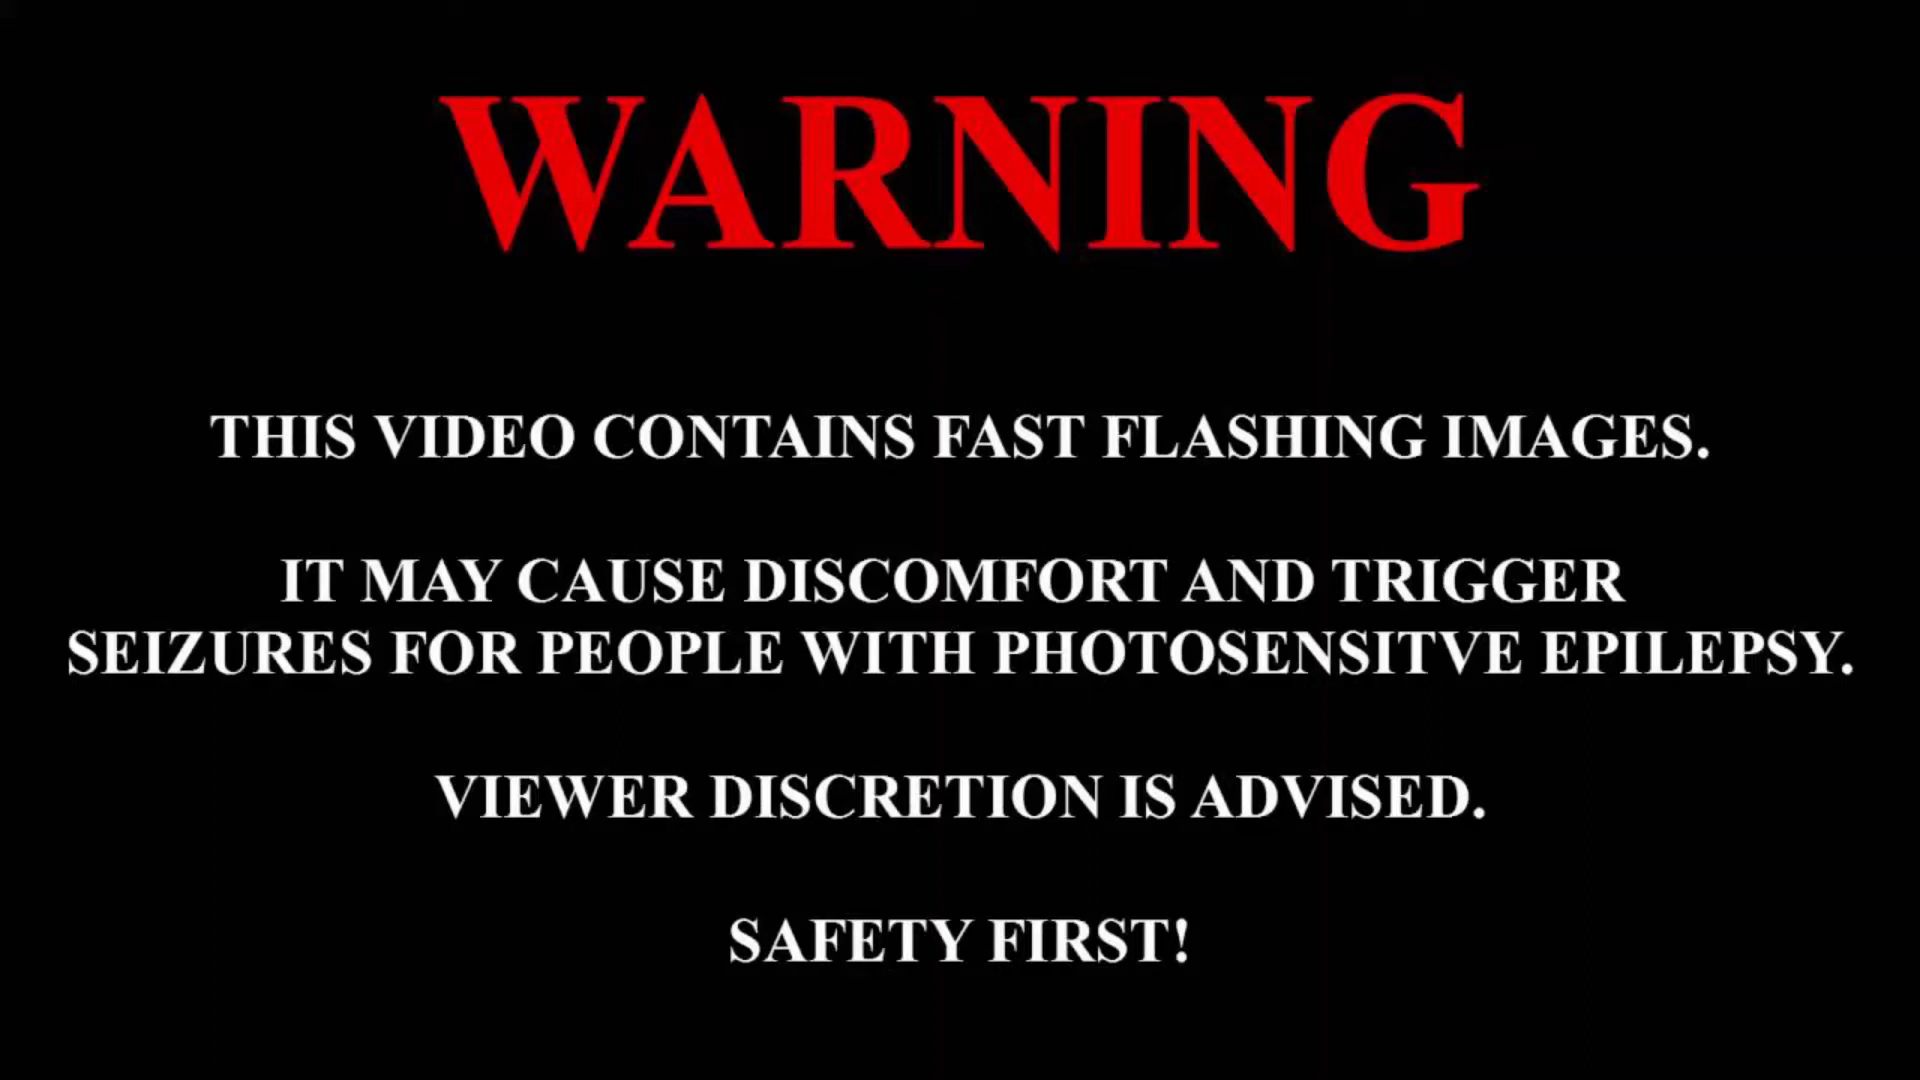 WARNING
THIS VIDEO CONTAINS FAST FLASHING IMAGES.
IT MAY CAUSE DISCOMFORT AND TRIGGER
SEIZURES FOR PEOPLE WITH PHOTOSENSITVE EPILEPSY.
VIEWER DISCRETION IS ADVISED.
SAFETY FIRST!